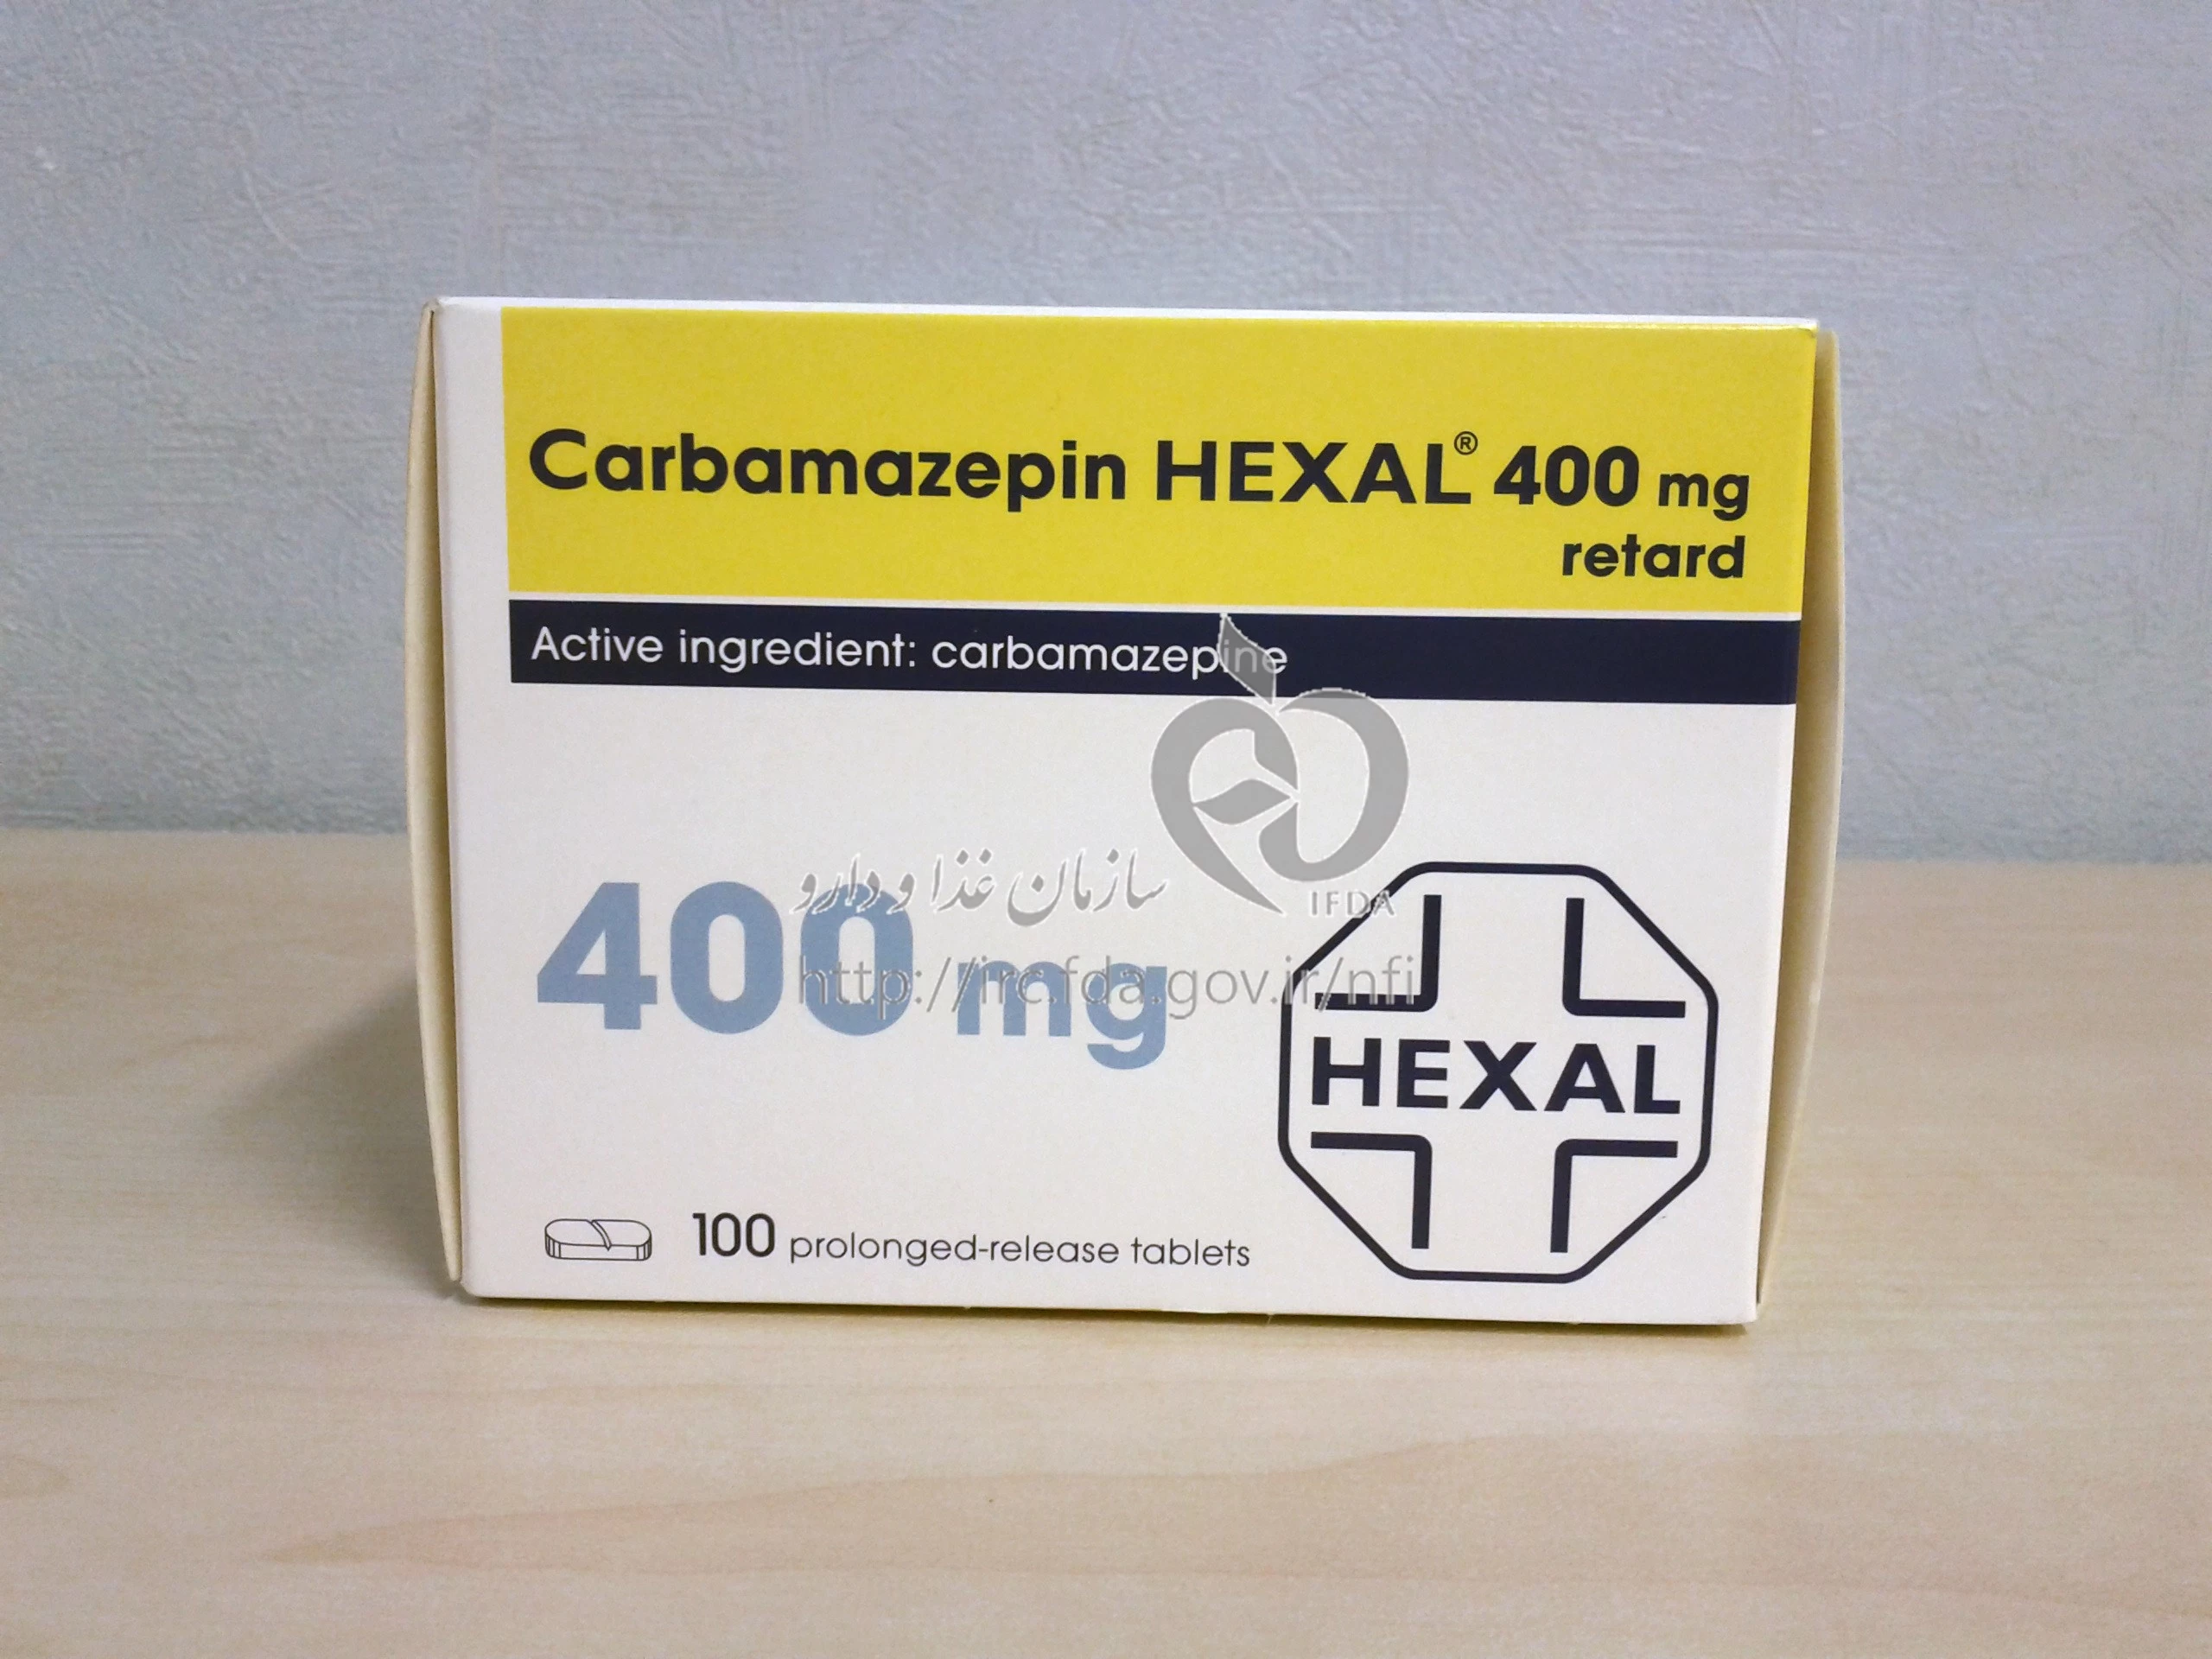 Carbamazepin HEXAL® 400 mg
retard
Active ingredient: carbamazepine
سازمان غذا و دارو
IFDA
http://irc.fda.gov.ir/nfi
400 mg
HEXAL
100 prolonged-release tablets